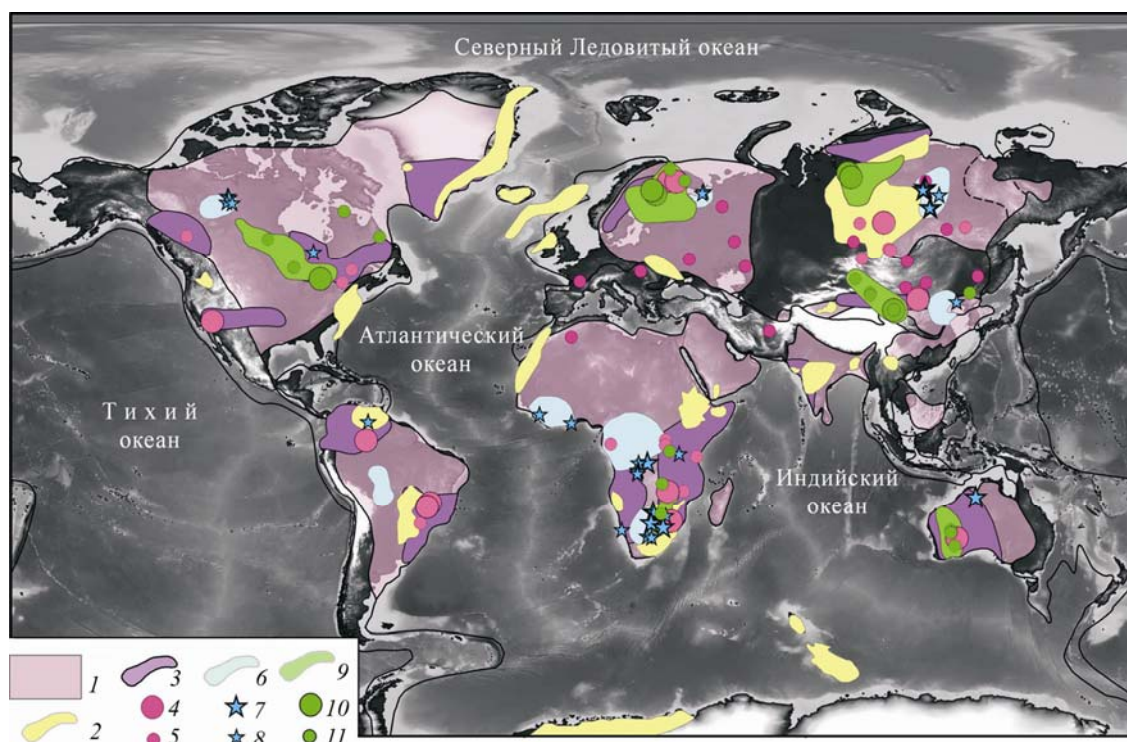 Северный Ледовитый океан
Атлантический
океан
Тихий
океан
Индийский
океан
1 3 6 9
4 7 10
2 5 8 11